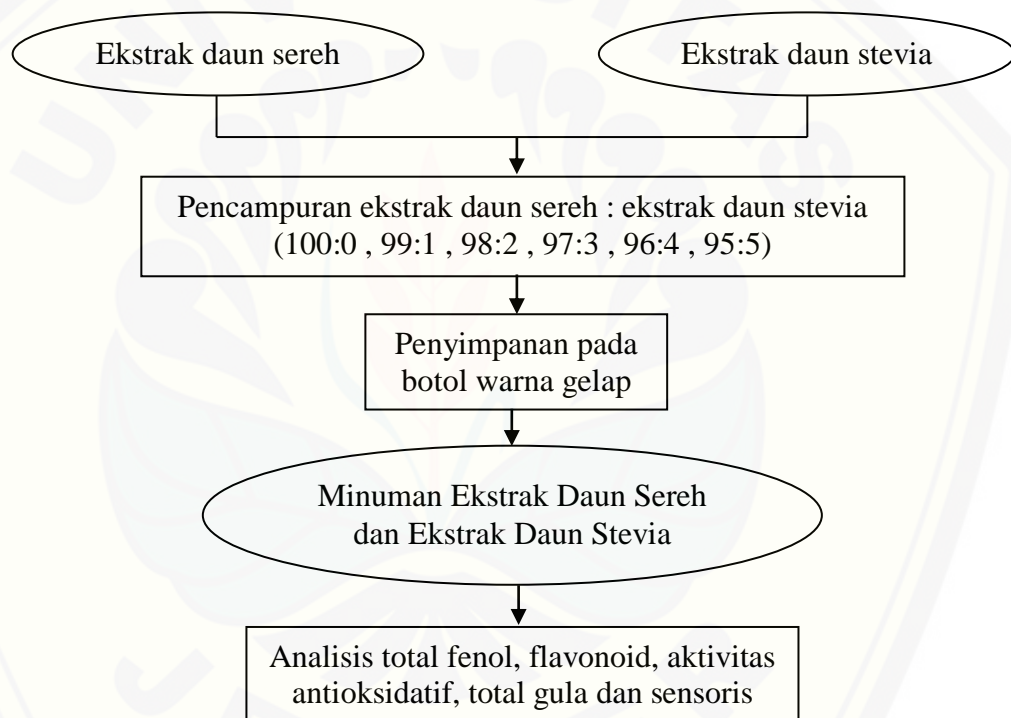 Ekstrak daun sereh
Ekstrak daun stevia
Pencampuran ekstrak daun sereh : ekstrak daun stevia
(100:0 , 99:1 , 98:2 , 97:3 , 96:4 , 95:5)
Penyimpanan pada
botol warna gelap
Minuman Ekstrak Daun Sereh
dan Ekstrak Daun Stevia
Analisis total fenol, flavonoid, aktivitas
antioksidatif, total gula dan sensoris